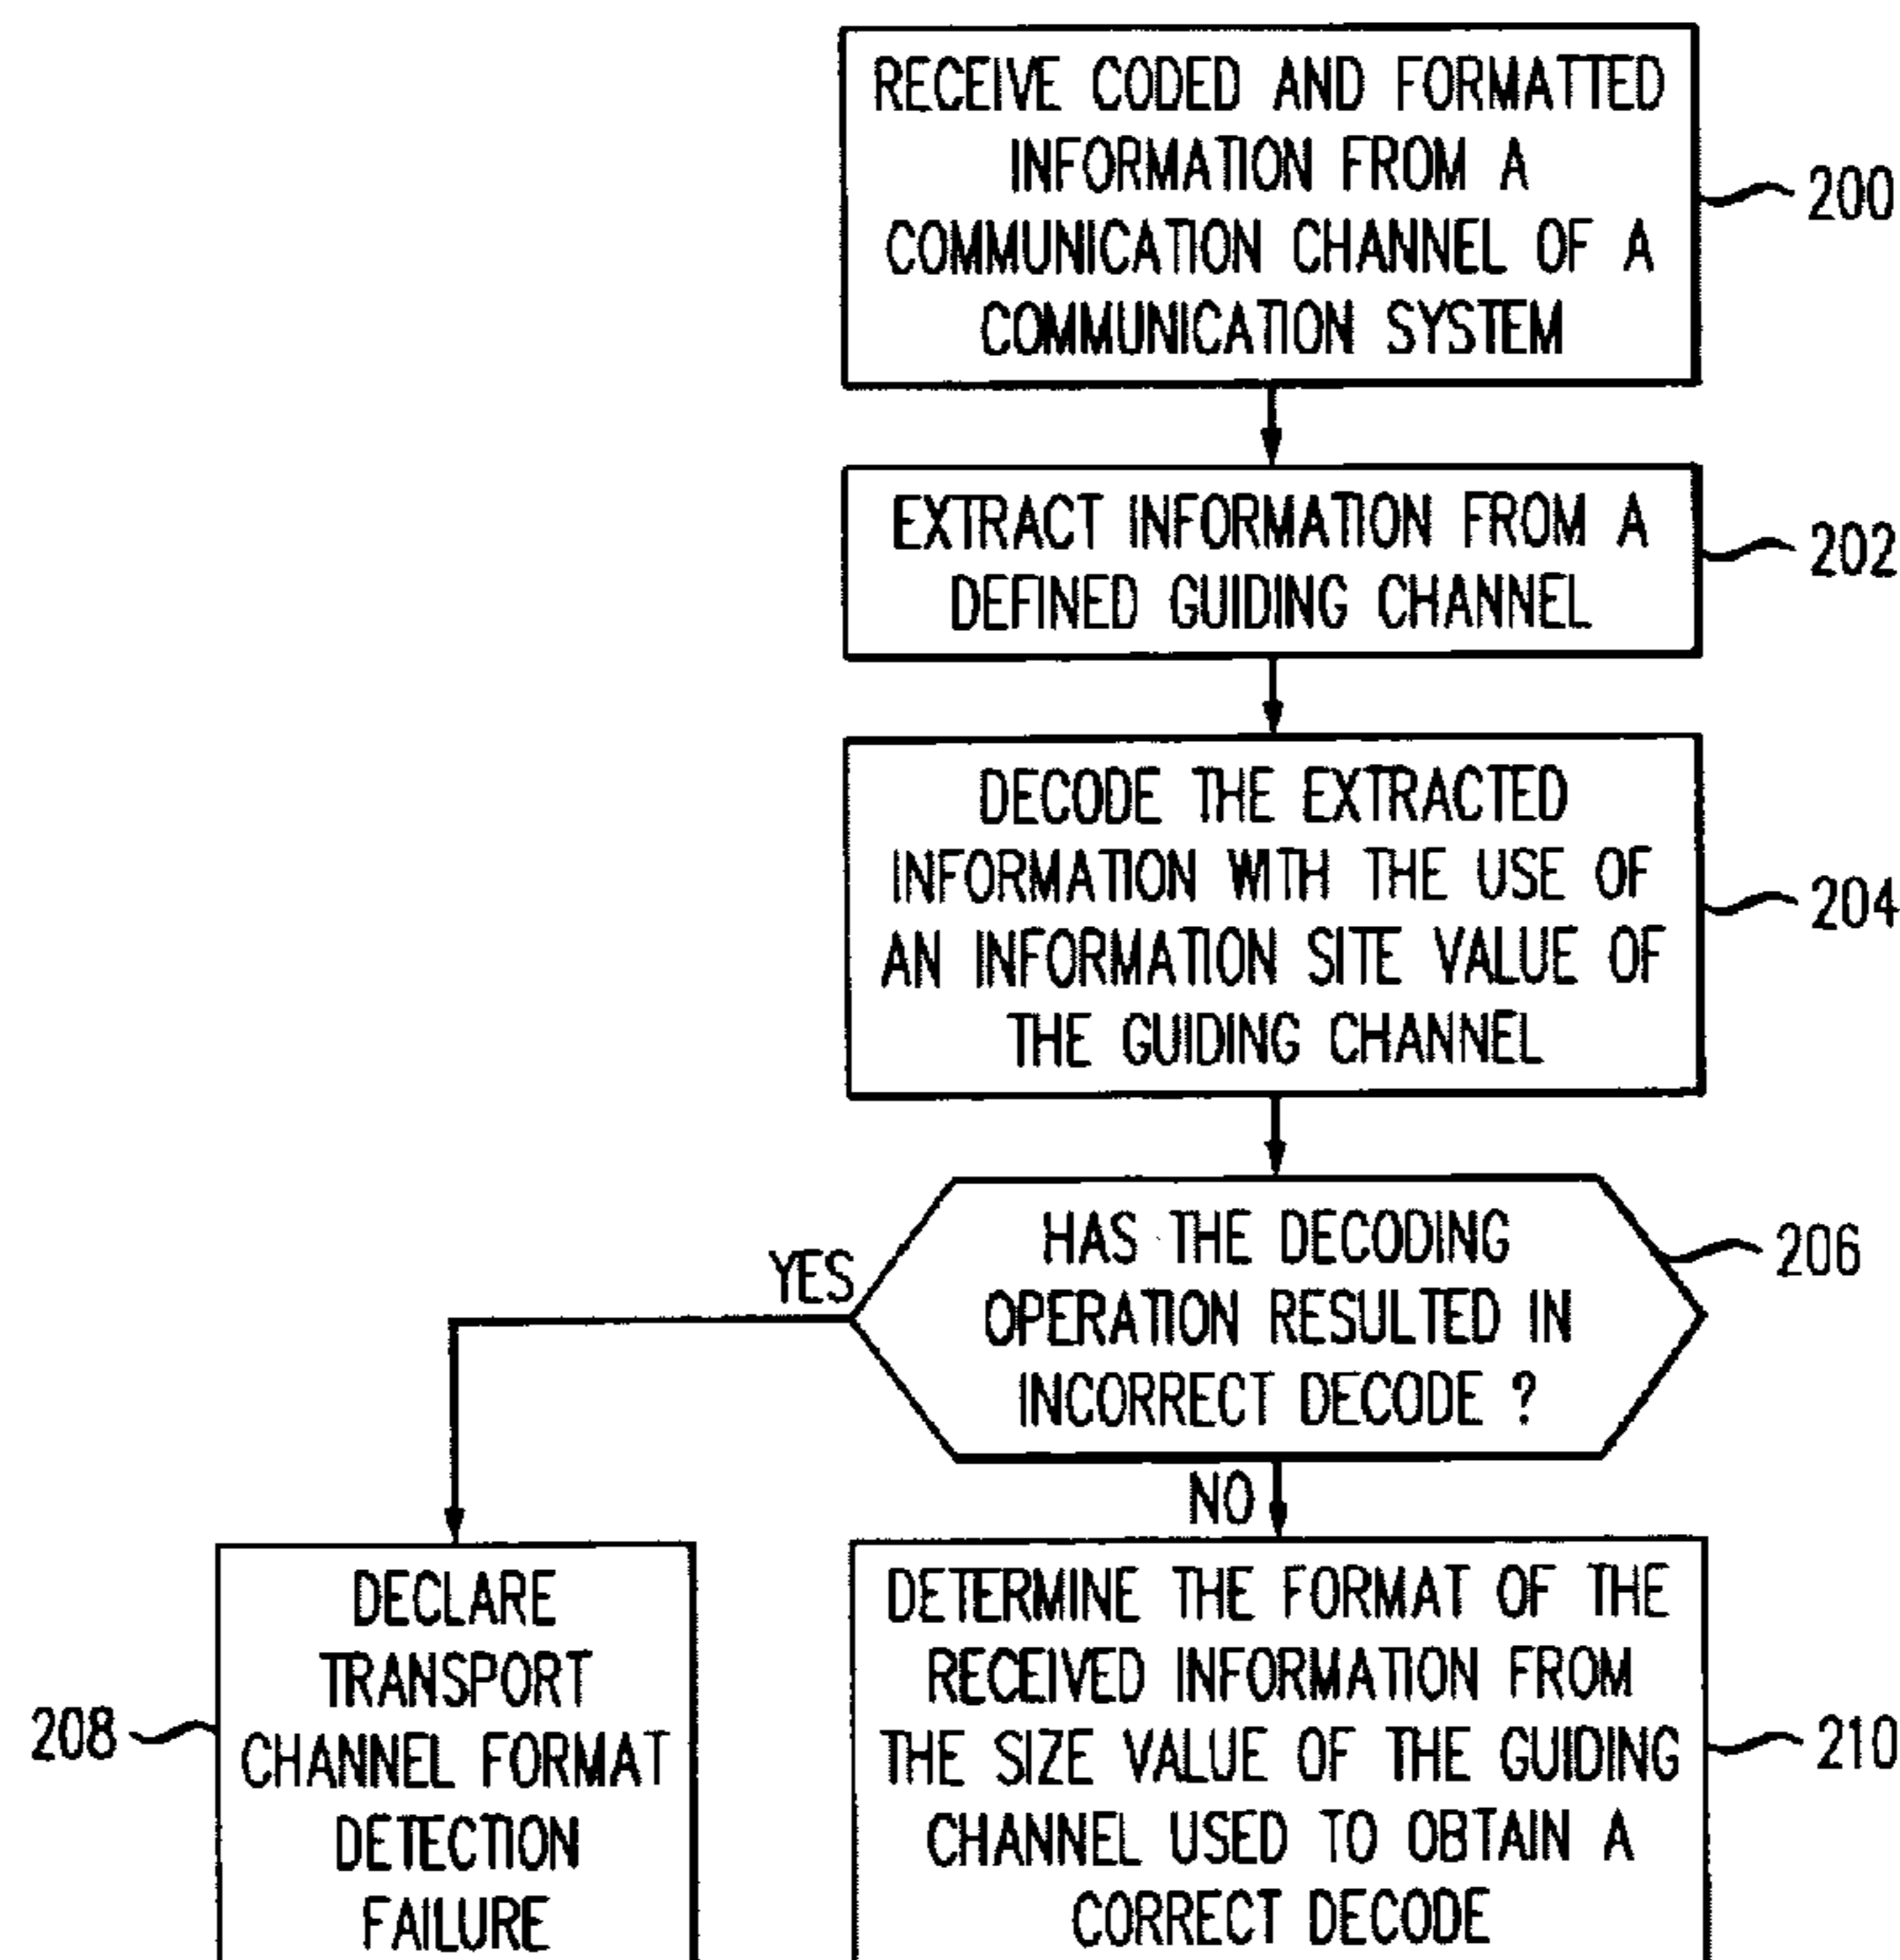 RECEIVE CODED AND FORMATTED
INFORMATION FROM A
COMMUNICATION CHANNEL OF A
COMMUNICATION SYSTEM
200
EXTRACT INFORMATION FROM A
DEFINED GUIDING CHANNEL
202
DECODE THE EXTRACTED
INFORMATION WITH THE USE OF
AN INFORMATION SITE VALUE OF
THE GUIDING CHANNEL
204
HAS THE DECODING
OPERATION RESULTED IN
INCORRECT DECODE ?
206
YES
NO
DECLARE
TRANSPORT
CHANNEL FORMAT
DETECTION
FAILURE
208
DETERMINE THE FORMAT OF THE
RECEIVED INFORMATION FROM
THE SIZE VALUE OF THE GUIDING
CHANNEL USED TO OBTAIN A
CORRECT DECODE
210